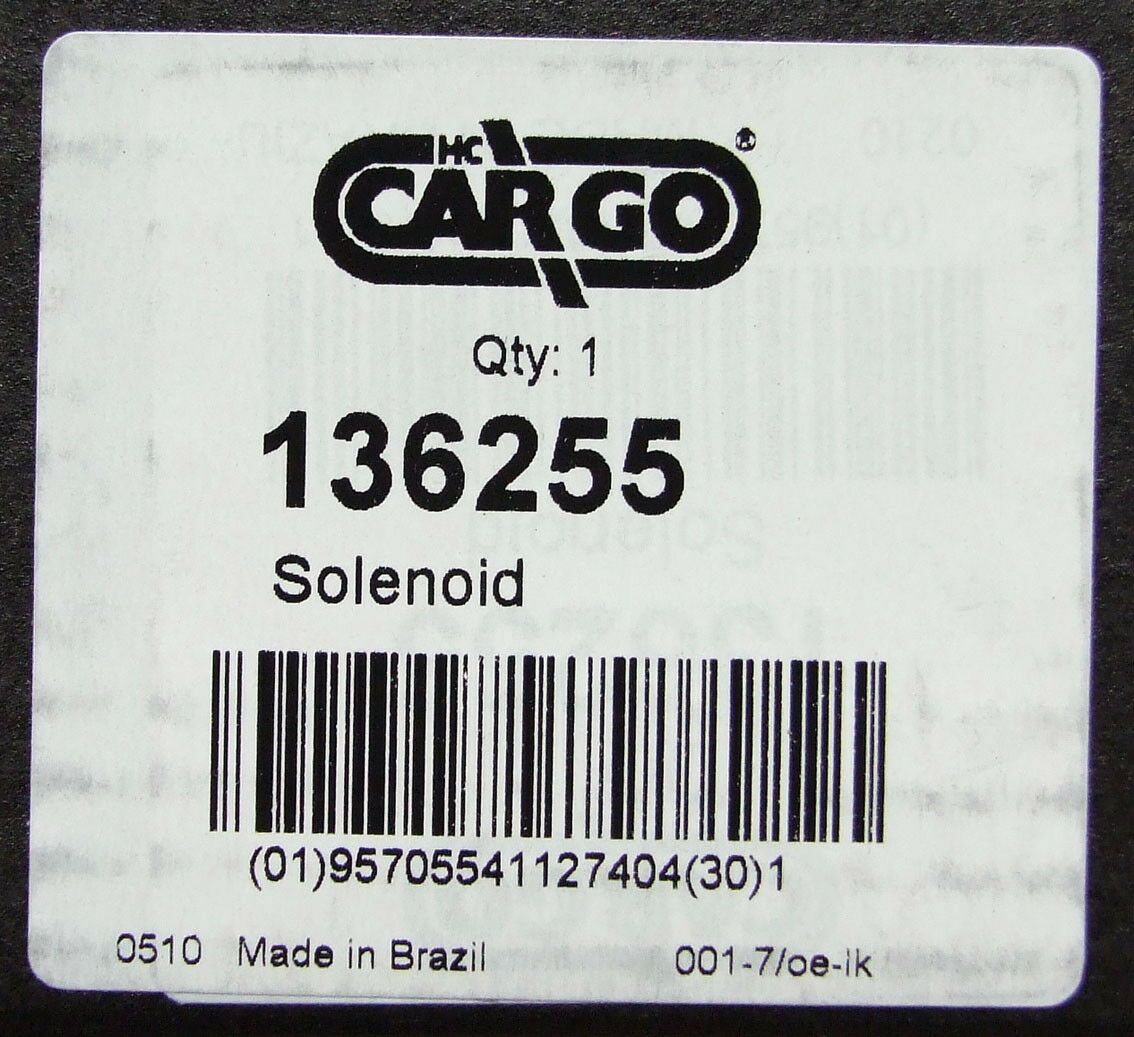 HC
CARGO®
Qty: 1
136255
Solenoid
(01)95705541127404(30)1
0510 Made in Brazil 001-7/oe-ik